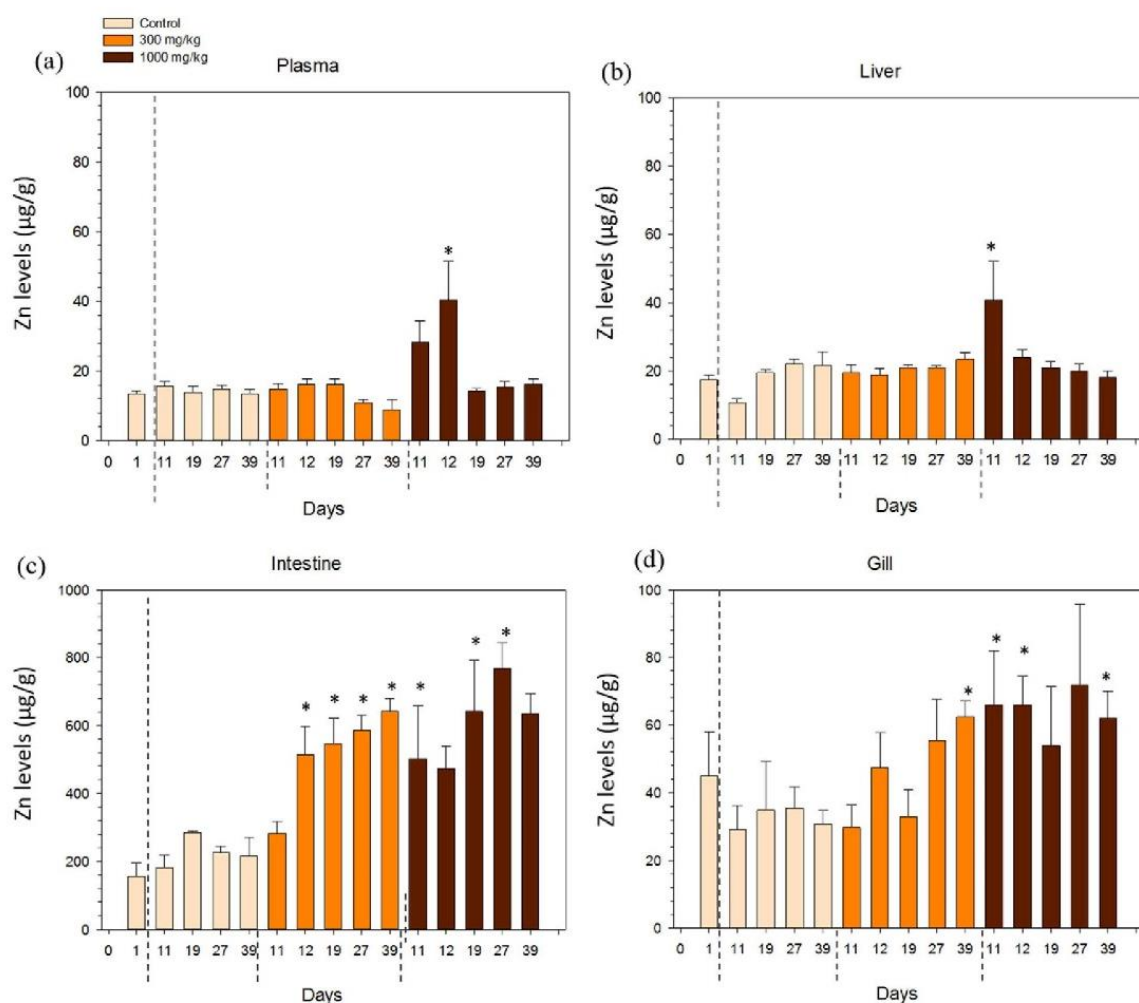 Control
300 mg/kg
1000 mg/kg
(a)
Plasma
100
80
60
40
20
0
Zn levels (µg/g)
*
0 1 11 19 27 39 11 12 19 27 39 11 12 19 27 39
Days
(b)
Liver
100
80
60
40
20
0
Zn levels (µg/g)
*
0 1 11 19 27 39 11 12 19 27 39 11 12 19 27 39
Days
(c)
Intestine
1000
800
600
400
200
0
Zn levels (µg/g)
* * * * * * *
0 1 11 19 27 39 11 12 19 27 39 11 12 19 27 39
Days
(d)
Gill
100
80
60
40
20
0
Zn levels (µg/g)
* * * *
0 1 11 19 27 39 11 12 19 27 39 11 12 19 27 39
Days